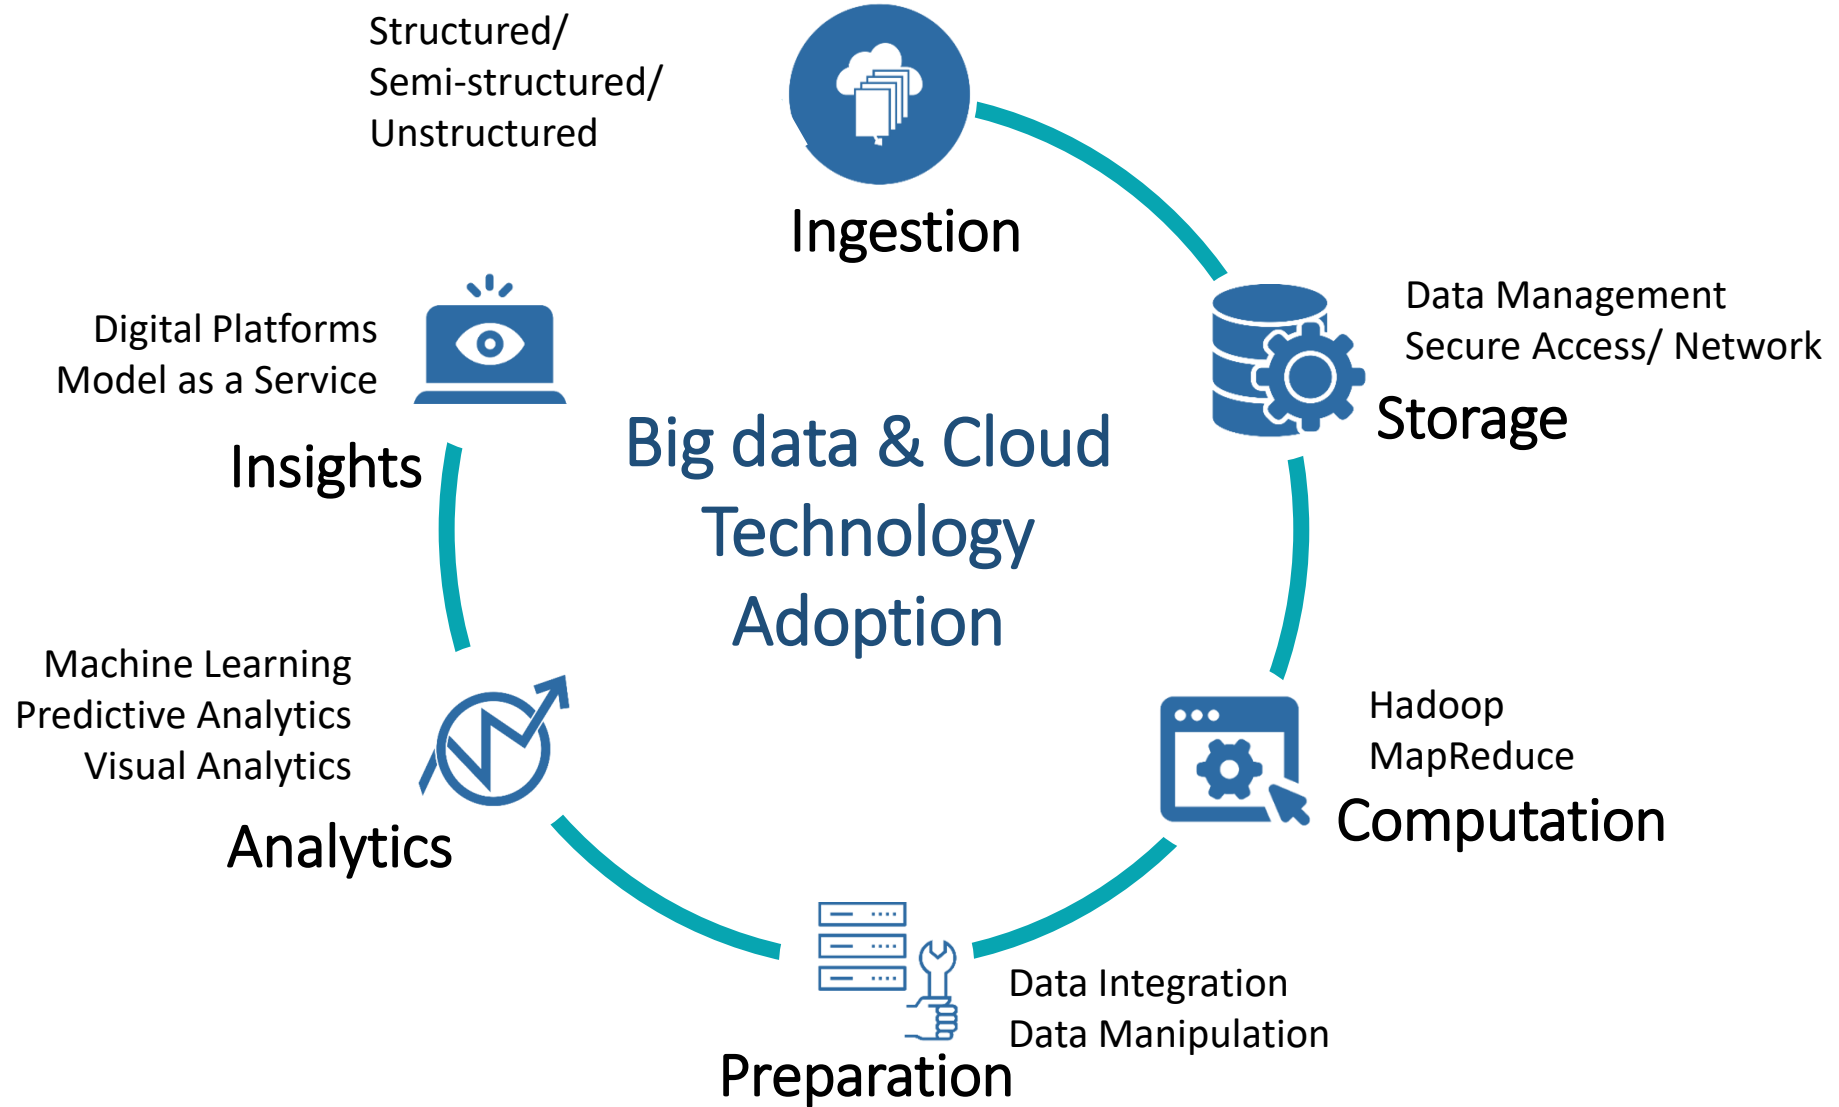 Structured/
Semi-structured/
Unstructured
Ingestion
Data Management
Secure Access/ Network
Storage
Digital Platforms
Model as a Service
Insights
Big data & Cloud
Technology
Adoption
Machine Learning
Predictive Analytics
Visual Analytics
Analytics
Hadoop
MapReduce
Computation
Data Integration
Data Manipulation
Preparation